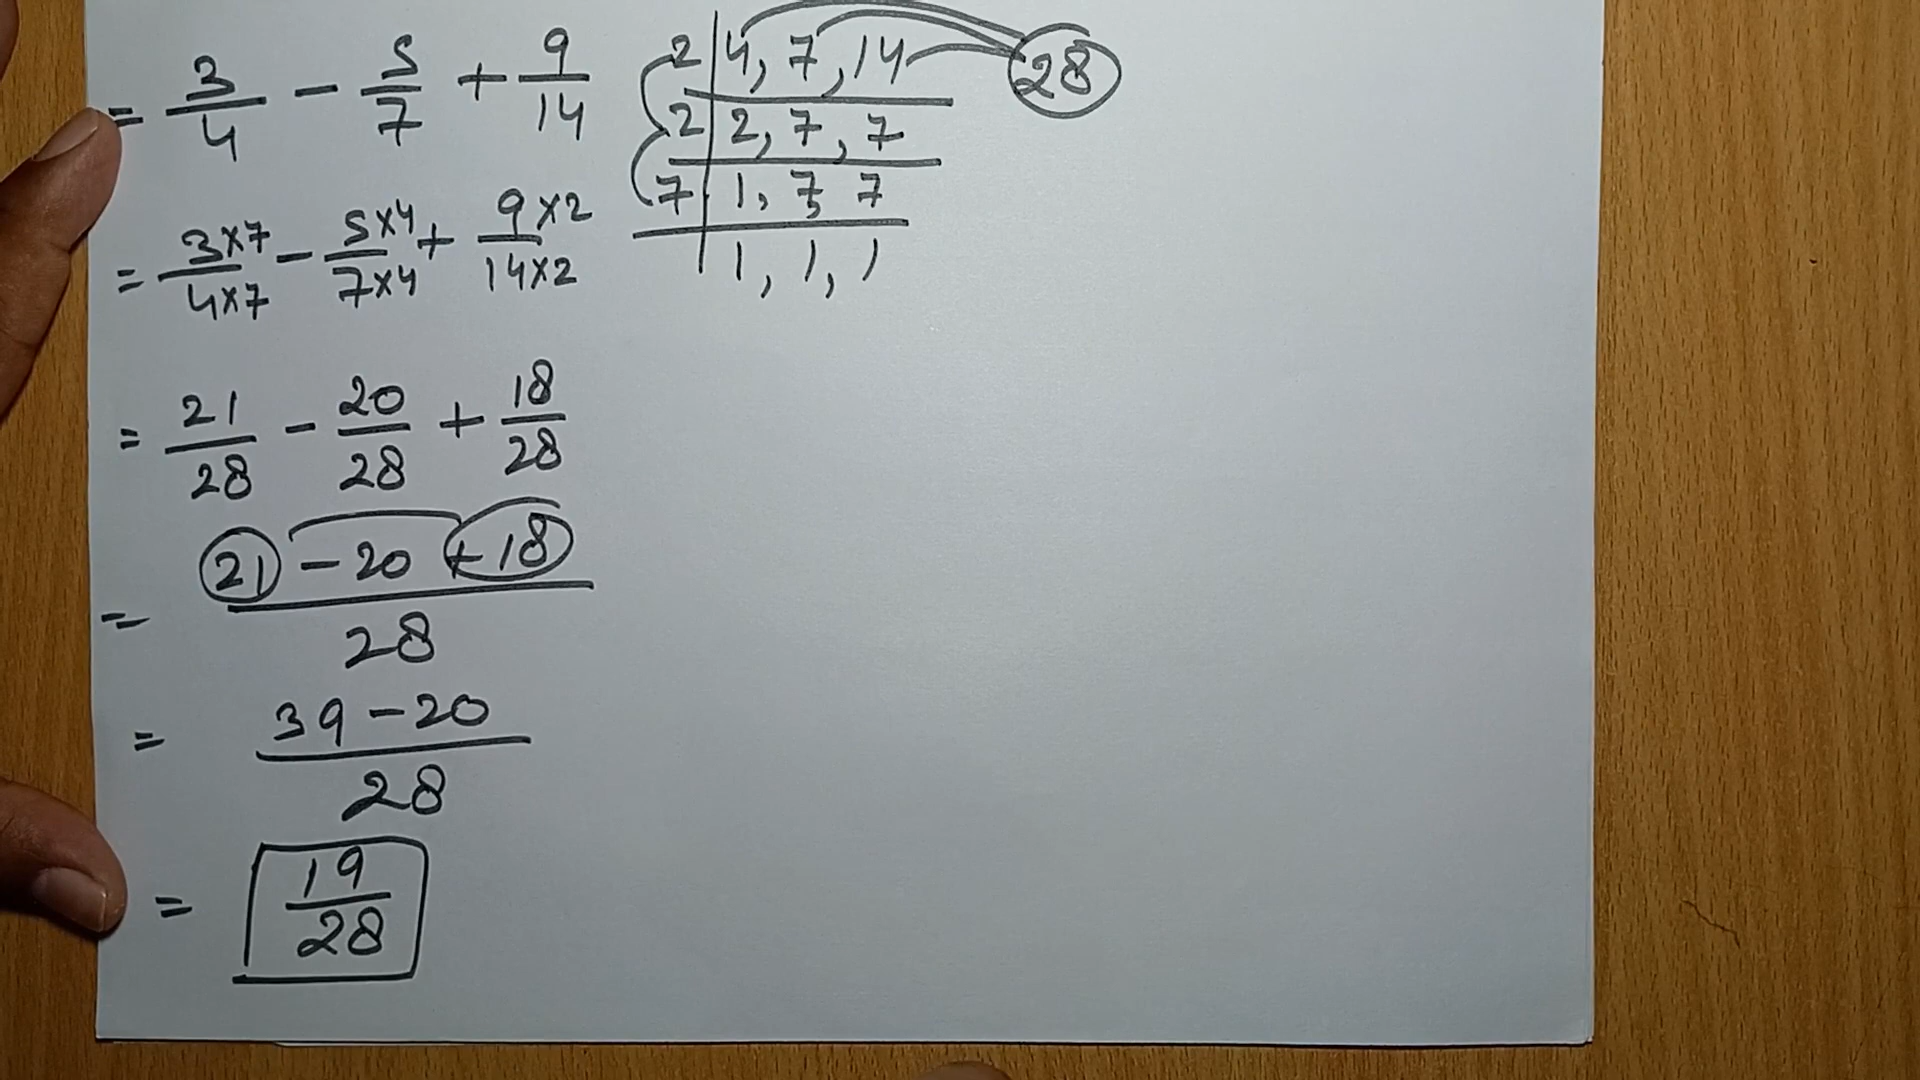 = 3/4 - 5/7 + 9/14
= 3×7/4×7 - 5×4/7×4 + 9×2/14×2
= 21/28 - 20/28 + 18/28
= 21 - 20 + 18/28
= 39 - 20/28
= 19/28
2 | 4, 7, 14 28
2 | 2, 7, 7
7 | 1, 7, 7
1, 1, 1